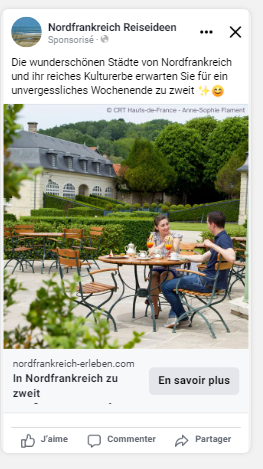 Nordfrankreich Reiseideen
Sponsorisé ·
Die wunderschönen Städte von Nordfrankreich
und ihr reiches Kulturerbe erwarten Sie für ein
unvergessliches Wochenende zu zweit ✨😊
© CRT Hauts-de-France - Anne-Sophie Flament
nordfrankreich-erleben.com
In Nordfrankreich zu
zweit
En savoir plus
J'aime
Commenter
Partager